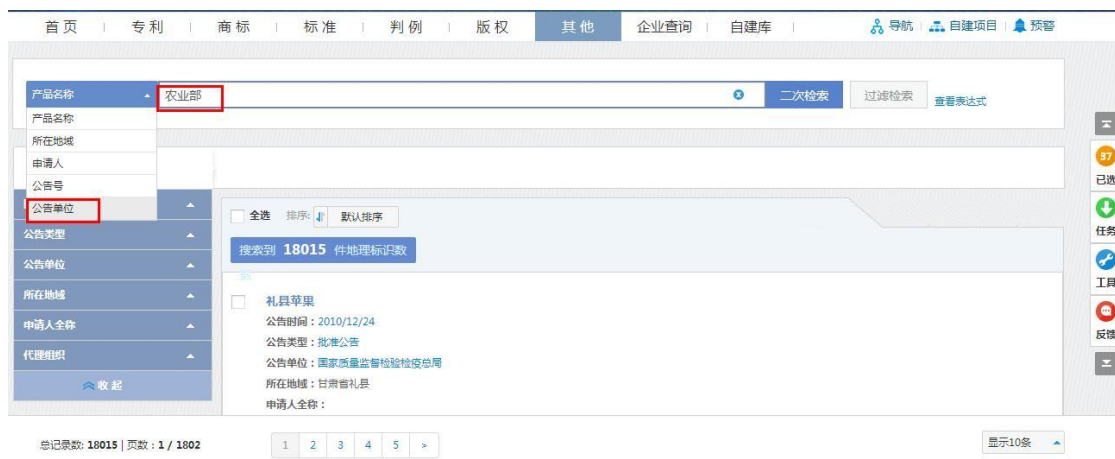 首页 专利 商标 标准 判例 版权 其他 企业查询 自建库 导航 自建项目 预警
产品名称 农业部 二次检索 过滤检索 查看表达式
产品名称
所在地域
申请人
公告号
公告单位
公告类型
公告单位
所在地域
申请人全称
代理组织
收起
全选 排序: 默认排序
搜索到 18015 件地理标识数
礼县苹果
公告时间：2010/12/24
公告类型：批准公告
公告单位：国家质量监督检验检疫总局
所在地域：甘肃省礼县
申请人全称：
37
已选
任务
工具
反馈
总记录数: 18015 | 页数：1 / 1802 1 2 3 4 5 » 显示10条